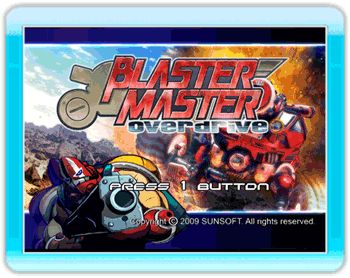 BLASTER
MASTER
overdrive
PRESS 1 BUTTON
Copyright © 2009 SUNSOFT. All rights reserved.